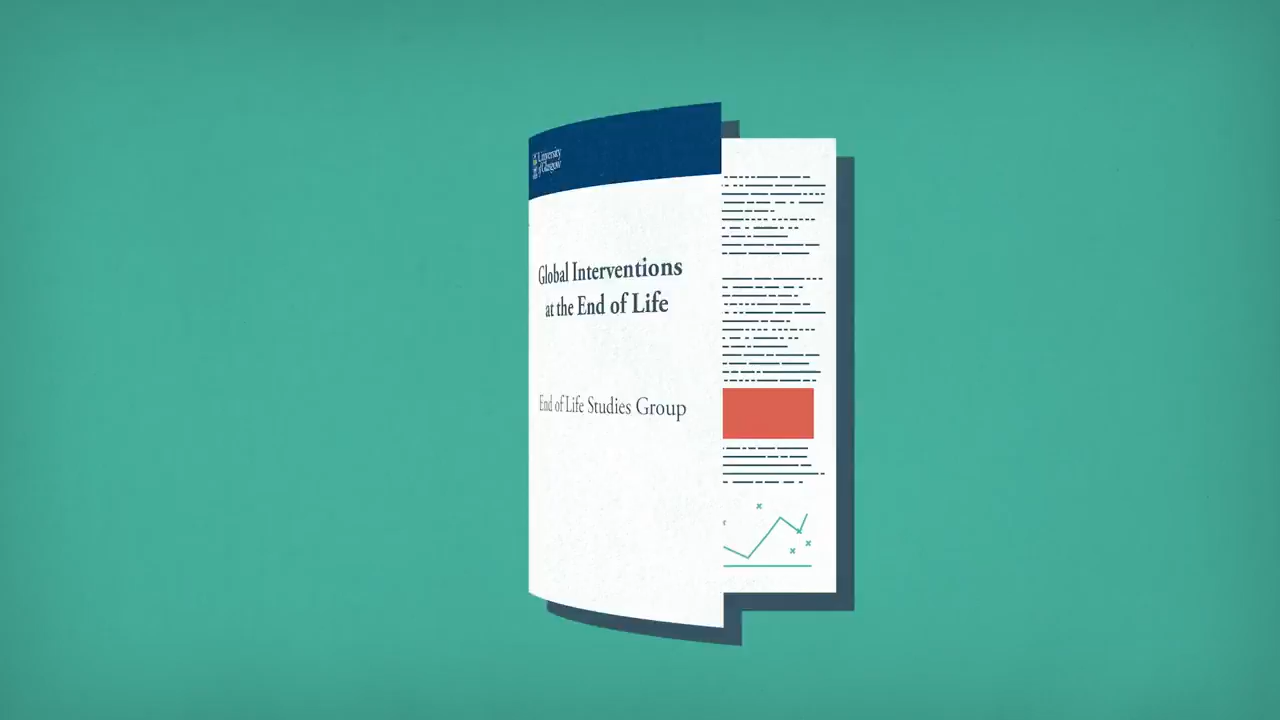 University
of Glasgow
Global Interventions
at the End of Life
End of Life Studies Group